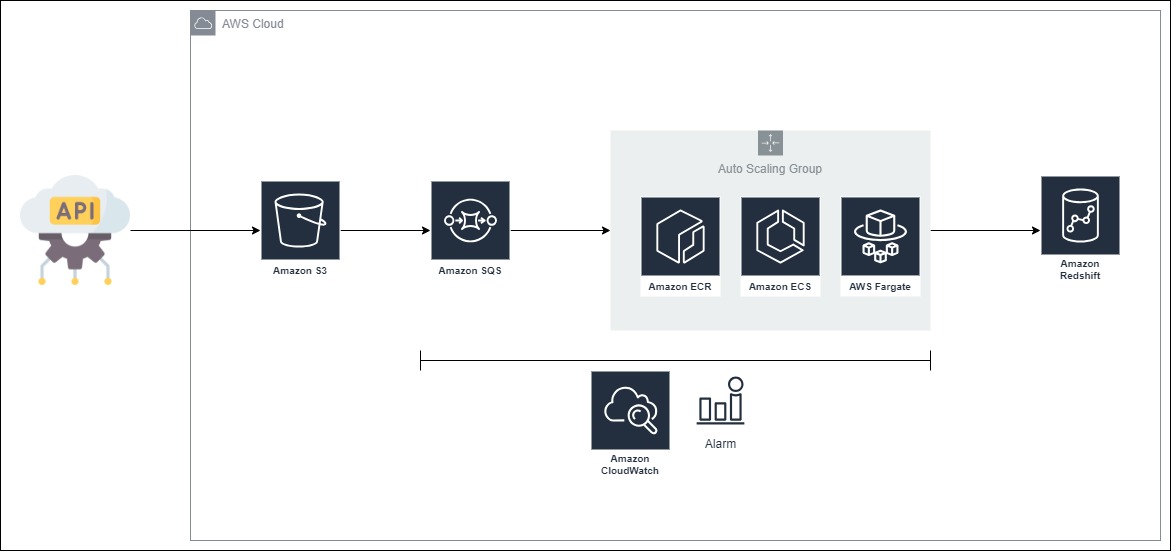 AWS Cloud
API
Auto Scaling Group
Amazon S3
Amazon SQS
Amazon ECR
Amazon ECS
AWS Fargate
Amazon
Redshift
Amazon
CloudWatch
Alarm